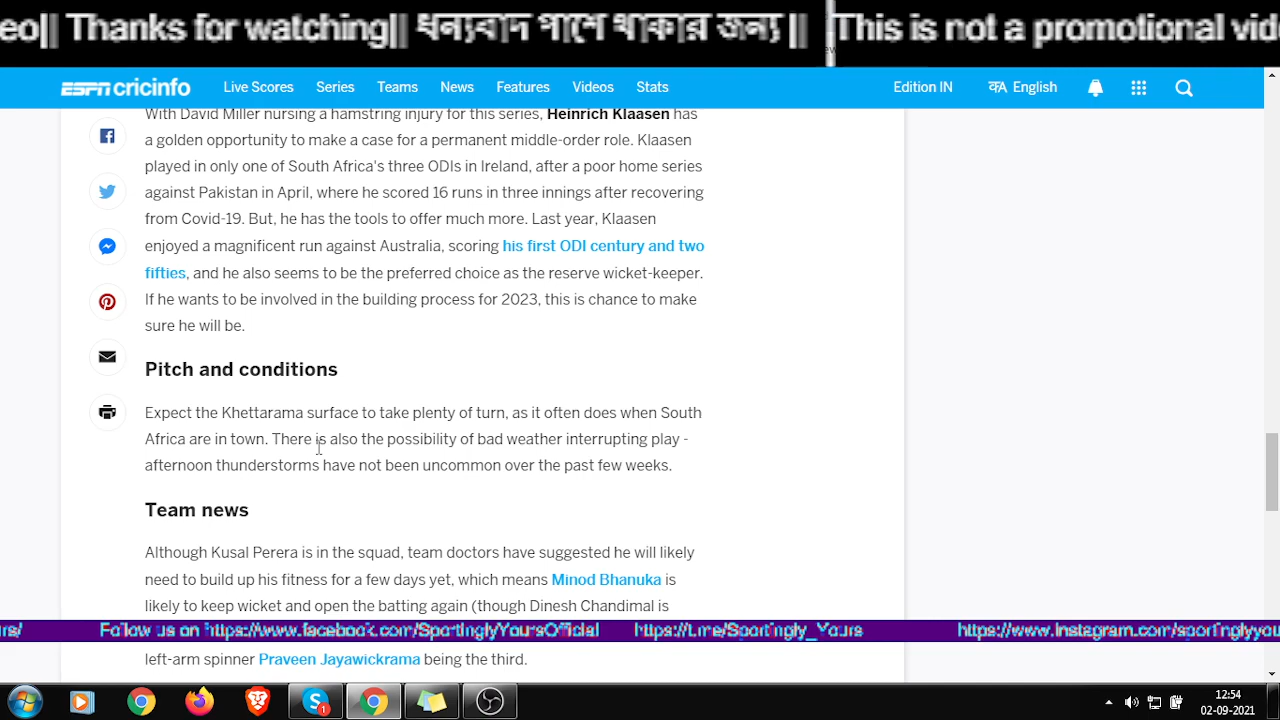 eo|| Thanks for watching|| ধন্যবাদ পাশে থাকার জন্য || This is not a promotional vid
ESPN cricinfo Live Scores Series Teams News Features Videos Stats Edition IN अA English
With David Miller nursing a hamstring injury for this series, Heinrich Klaasen has
a golden opportunity to make a case for a permanent middle-order role. Klaasen
played in only one of South Africa's three ODIs in Ireland, after a poor home series
against Pakistan in April, where he scored 16 runs in three innings after recovering
from Covid-19. But, he has the tools to offer much more. Last year, Klaasen
enjoyed a magnificent run against Australia, scoring his first ODI century and two
fifties, and he also seems to be the preferred choice as the reserve wicket-keeper.
If he wants to be involved in the building process for 2023, this is chance to make
sure he will be.
Pitch and conditions
Expect the Khettarama surface to take plenty of turn, as it often does when South
Africa are in town. There is also the possibility of bad weather interrupting play -
afternoon thunderstorms have not been uncommon over the past few weeks.
Team news
Although Kusal Perera is in the squad, team doctors have suggested he will likely
need to build up his fitness for a few days yet, which means Minod Bhanuka is
likely to keep wicket and open the batting again (though Dinesh Chandimal is
rs/ Follow us on https://www.facebook.com/SportinglyYoursOfficial https://t.me/Sportingly_Yours https://www.instagram.com/sportinglyyou
left-arm spinner Praveen Jayawickrama being the third.
12:54
02-09-2021